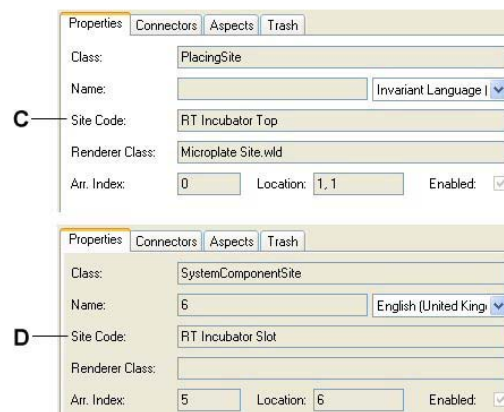 Properties Connectors Aspects Trash
Class: PlacingSite
Name: Invariant Language (
C Site Code: RT Incubator Top
Renderer Class: Microplate Site.wld
Arr. Index: 0 Location: 1, 1 Enabled:
Properties Connectors Aspects Trash
Class: SystemComponentSite
Name: 6 English (United King
D Site Code: RT Incubator Slot
Renderer Class:
Arr. Index: 5 Location: 6 Enabled: